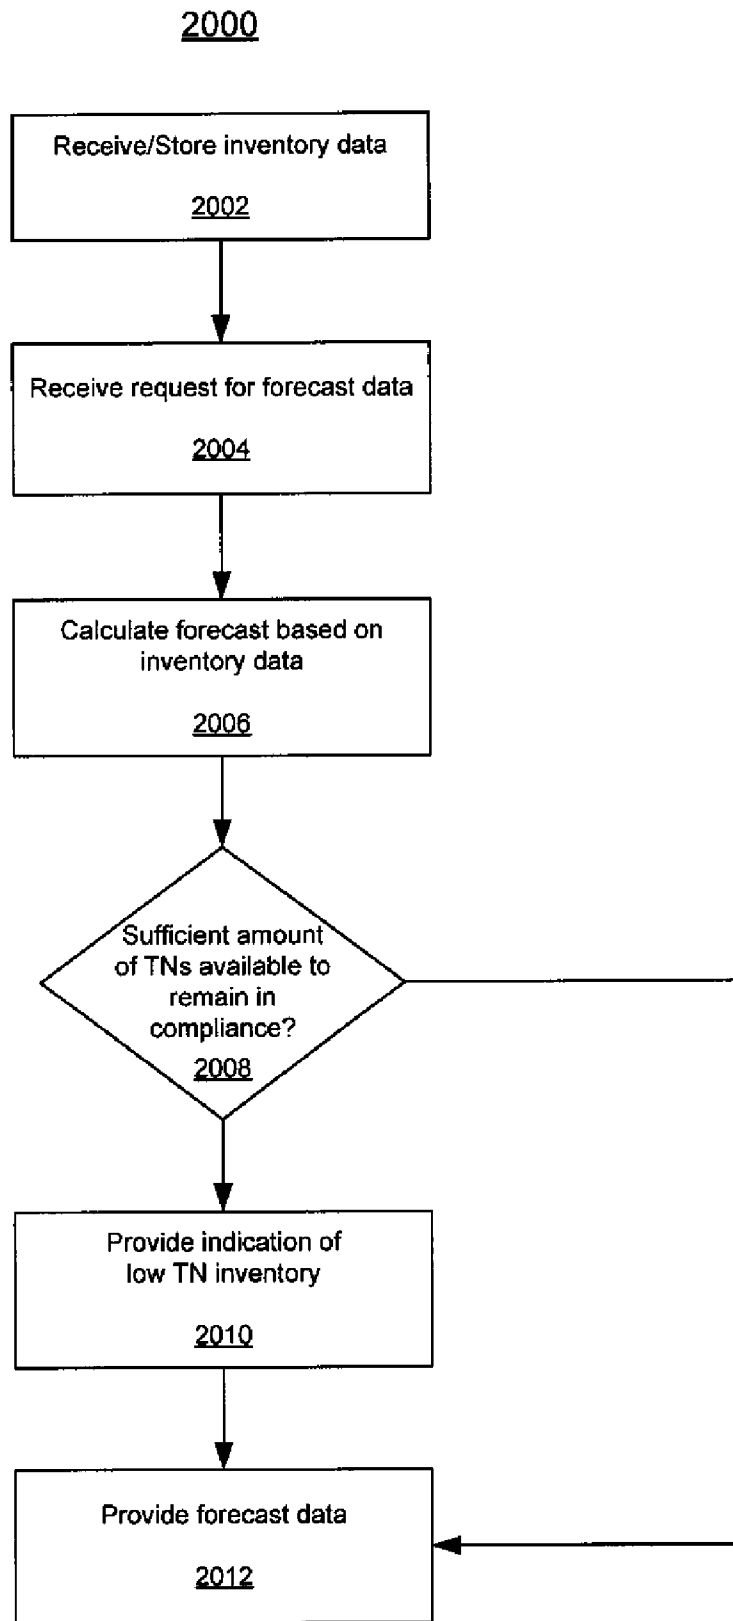 2000
Receive/Store inventory data
2002
Receive request for forecast data
2004
Calculate forecast based on
inventory data
2006
Sufficient amount
of TNs available to
remain in
compliance?
2008
Provide indication of
low TN inventory
2010
Provide forecast data
2012